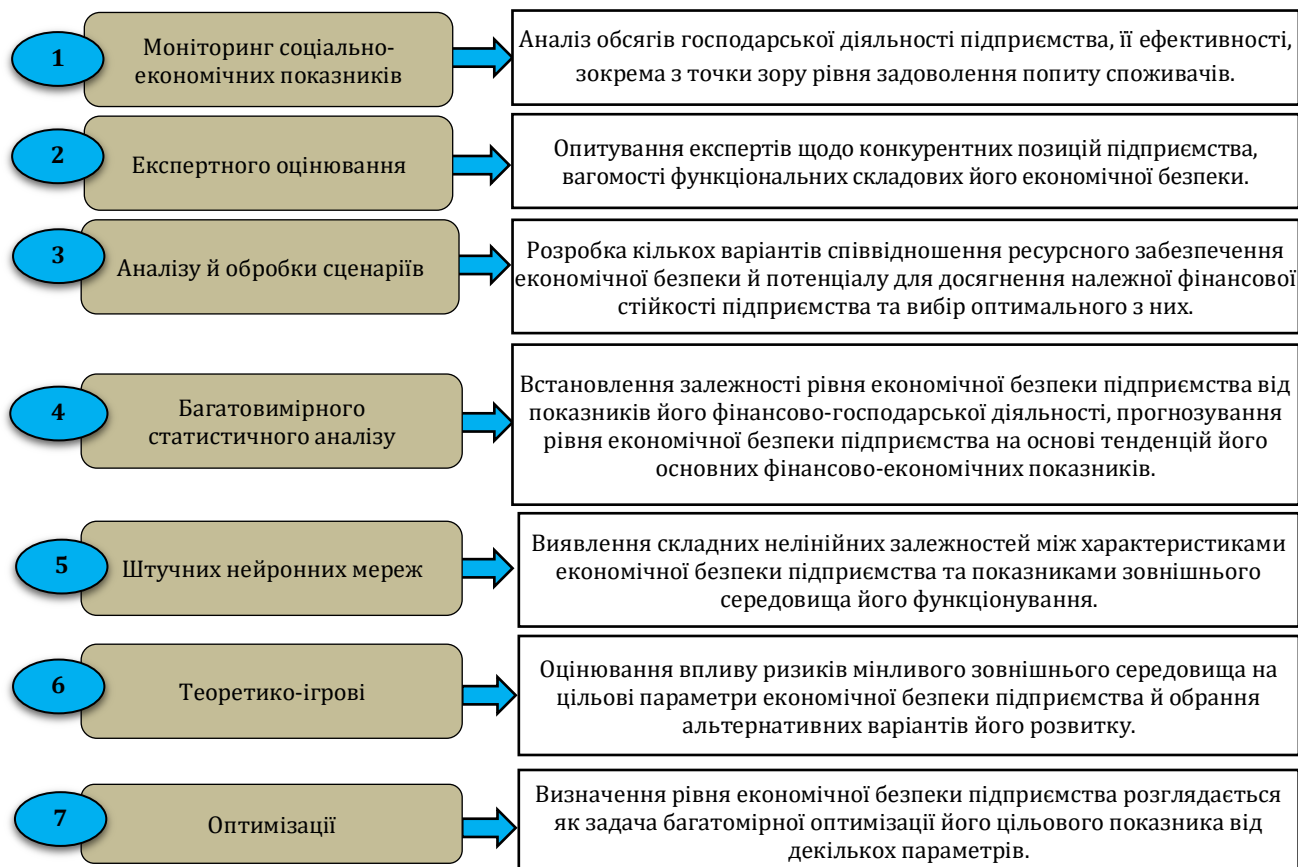 1
Моніторинг соціально-
економічних показників
Аналіз обсягів господарської діяльності підприємства, її ефективності,
зокрема з точки зору рівня задоволення попиту споживачів.
2
Експертного оцінювання
Опитування експертів щодо конкурентних позицій підприємства,
вагомості функціональних складових його економічної безпеки.
3
Аналізу й обробки сценаріїв
Розробка кількох варіантів співвідношення ресурсного забезпечення
економічної безпеки й потенціалу для досягнення належної фінансової
стійкості підприємства та вибір оптимального з них.
4
Багатовимірного
статистичного аналізу
Встановлення залежності рівня економічної безпеки підприємства від
показників його фінансово-господарської діяльності, прогнозування
рівня економічної безпеки підприємства на основі тенденцій його
основних фінансово-економічних показників.
5
Штучних нейронних мереж
Виявлення складних нелінійних залежностей між характеристиками
економічної безпеки підприємства та показниками зовнішнього
середовища його функціонування.
6
Теоретико-ігрові
Оцінювання впливу ризиків мінливого зовнішнього середовища на
цільові параметри економічної безпеки підприємства й обрання
альтернативних варіантів його розвитку.
7
Оптимізації
Визначення рівня економічної безпеки підприємства розглядається
як задача багатомірної оптимізації його цільового показника від
декількох параметрів.